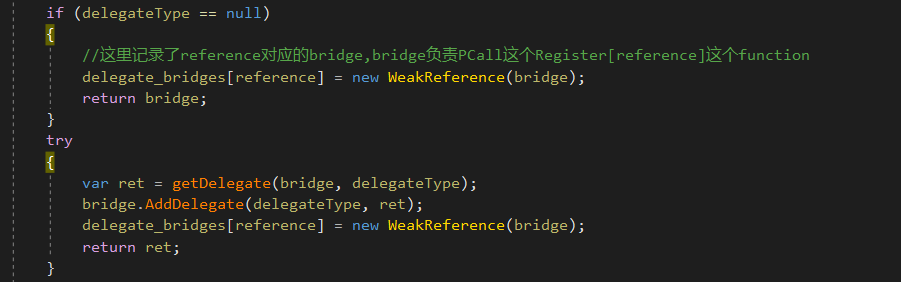 if (delegateType == null)
{
//这里记录了reference对应的bridge,bridge负责PCall这个Register[reference]这个function
delegate_bridges[reference] = new WeakReference(bridge);
return bridge;
}
try
{
var ret = getDelegate(bridge, delegateType);
bridge.AddDelegate(delegateType, ret);
delegate_bridges[reference] = new WeakReference(bridge);
return ret;
}